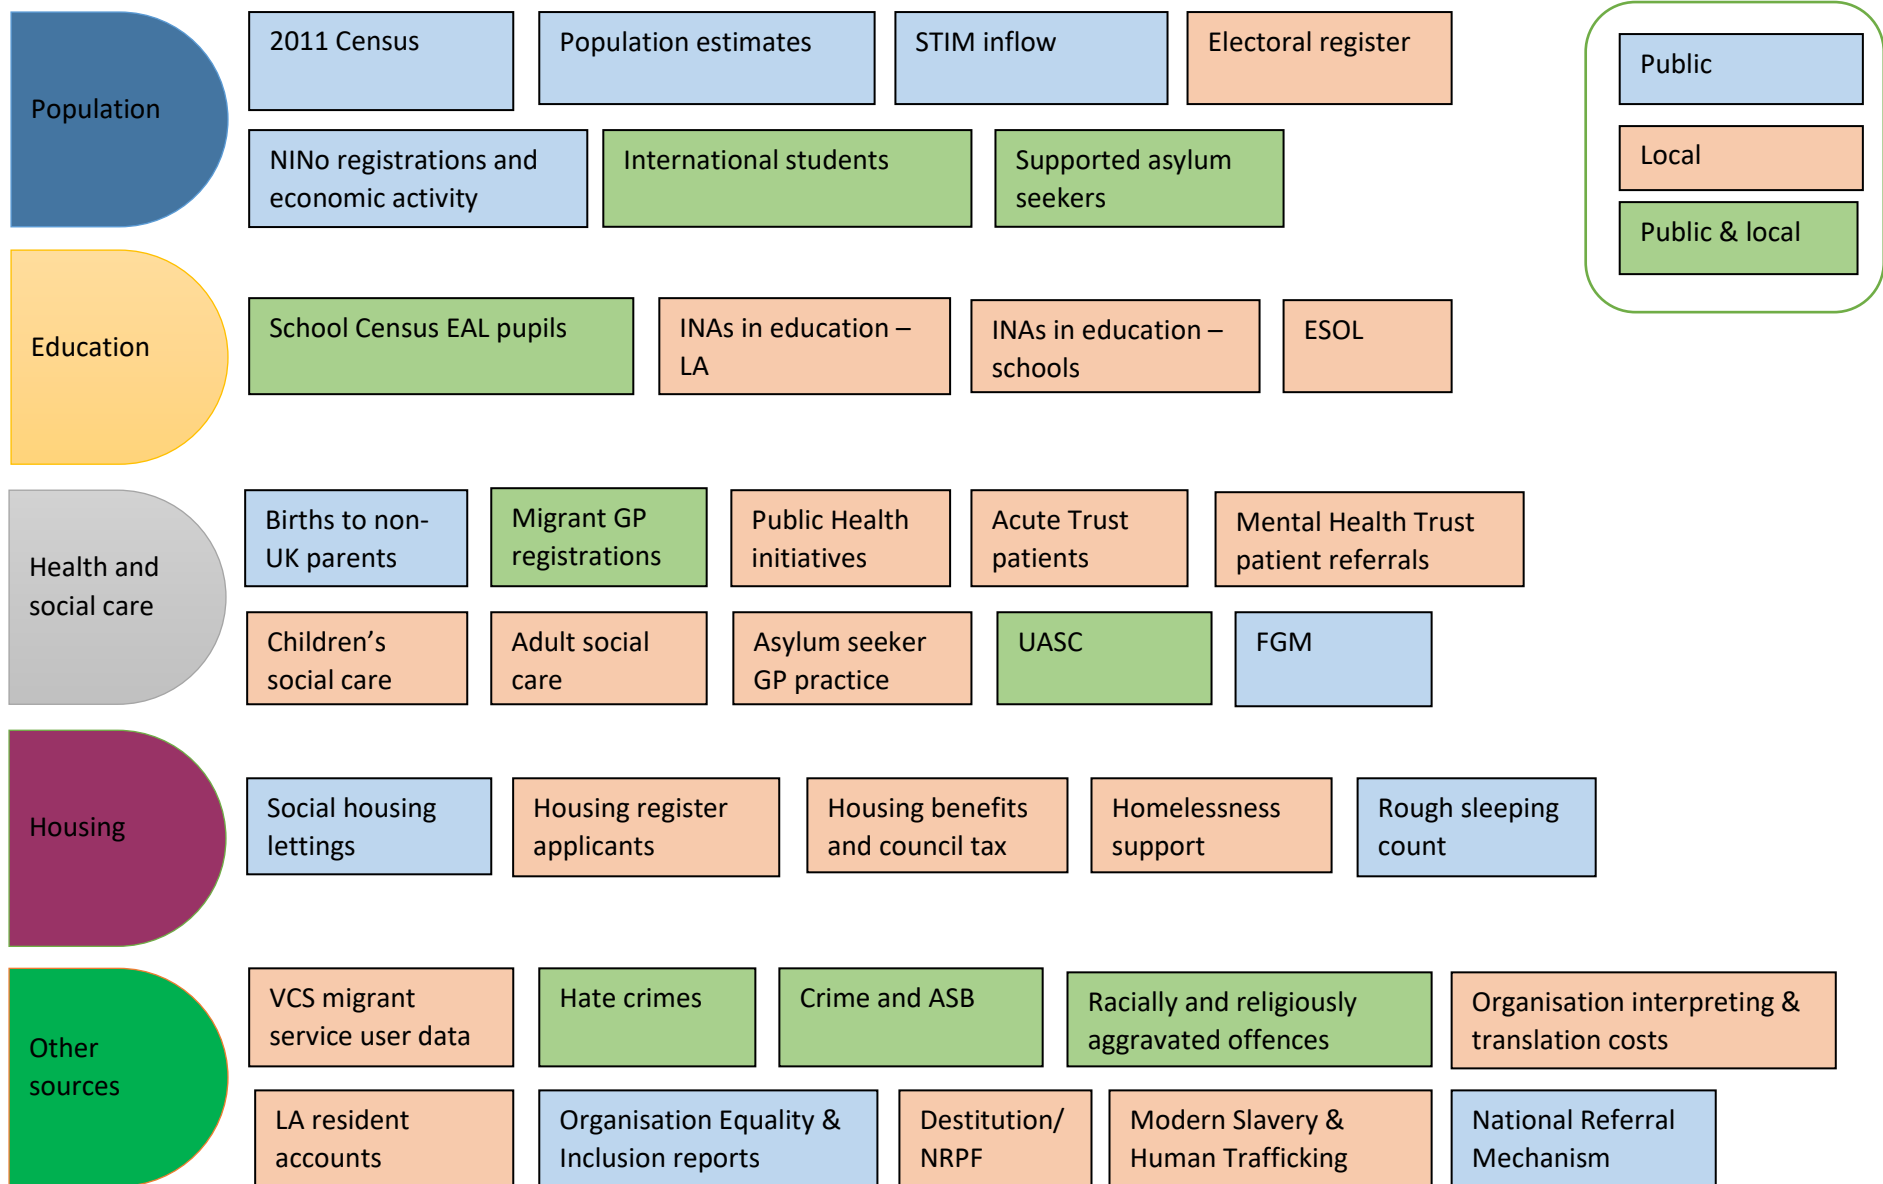 Population
2011 Census
Population estimates
STIM inflow
Electoral register
NINo registrations and
economic activity
International students
Supported asylum
seekers
Public
Local
Public & local
Education
School Census EAL pupils
INAs in education –
LA
INAs in education –
schools
ESOL
Health and
social care
Births to non-
UK parents
Migrant GP
registrations
Public Health
initiatives
Acute Trust
patients
Mental Health Trust
patient referrals
Children’s
social care
Adult social
care
Asylum seeker
GP practice
UASC
FGM
Housing
Social housing
lettings
Housing register
applicants
Housing benefits
and council tax
Homelessness
support
Rough sleeping
count
Other
sources
VCS migrant
service user data
Hate crimes
Crime and ASB
Racially and religiously
aggravated offences
Organisation interpreting &
translation costs
LA resident
accounts
Organisation Equality &
Inclusion reports
Destitution/
NRPF
Modern Slavery &
Human Trafficking
National Referral
Mechanism